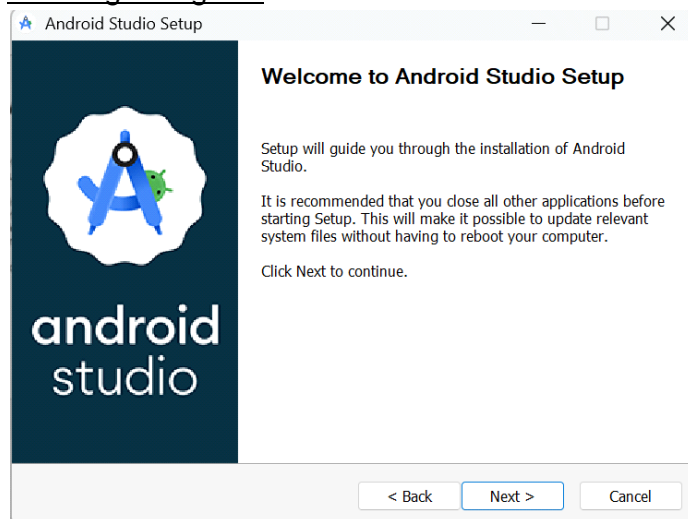 Android Studio Setup
Welcome to Android Studio Setup
Setup will guide you through the installation of Android
Studio.
It is recommended that you close all other applications before
starting Setup. This will make it possible to update relevant
system files without having to reboot your computer.
Click Next to continue.
android
studio
< Back
Next >
Cancel